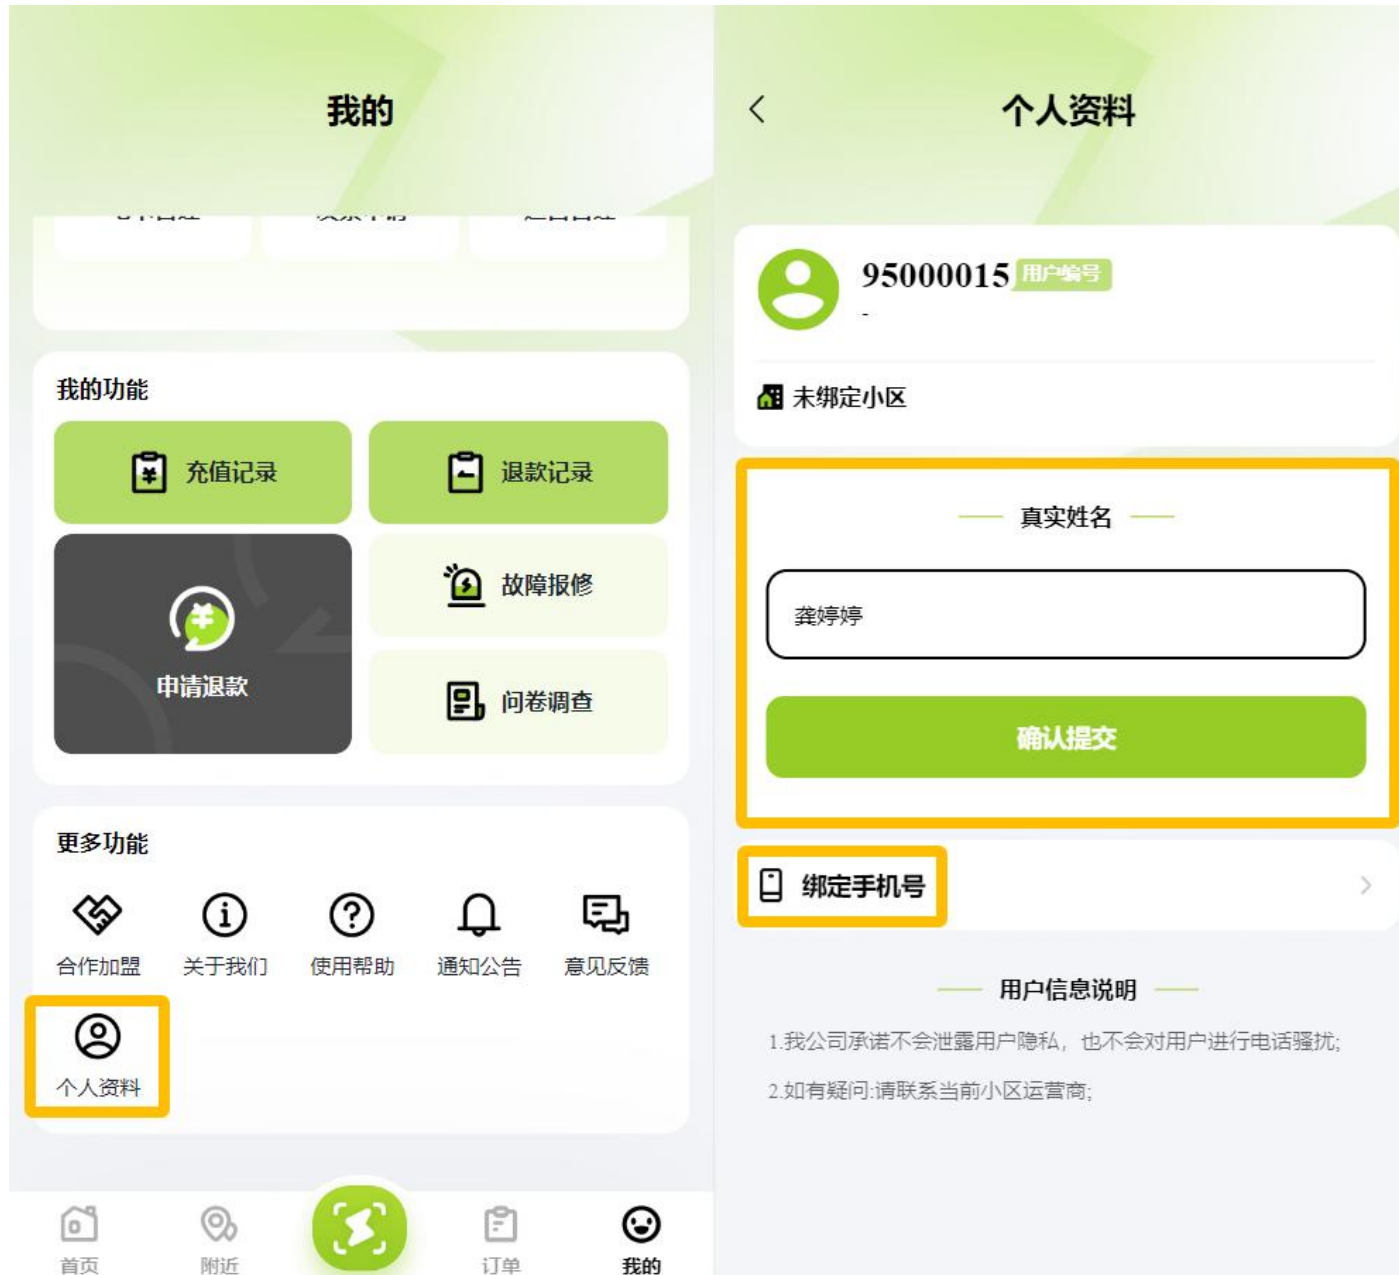 我的
我的功能
充值记录
退款记录
申请退款
故障报修
问卷调查
更多功能
合作加盟
关于我们
使用帮助
通知公告
意见反馈
个人资料
首页
附近
订单
我的
个人资料
95000015 用户编号
-
未绑定小区
真实姓名
龚婷婷
确认提交
绑定手机号
用户信息说明
1.我公司承诺不会泄露用户隐私，也不会对用户进行电话骚扰;
2.如有疑问:请联系当前小区运营商;